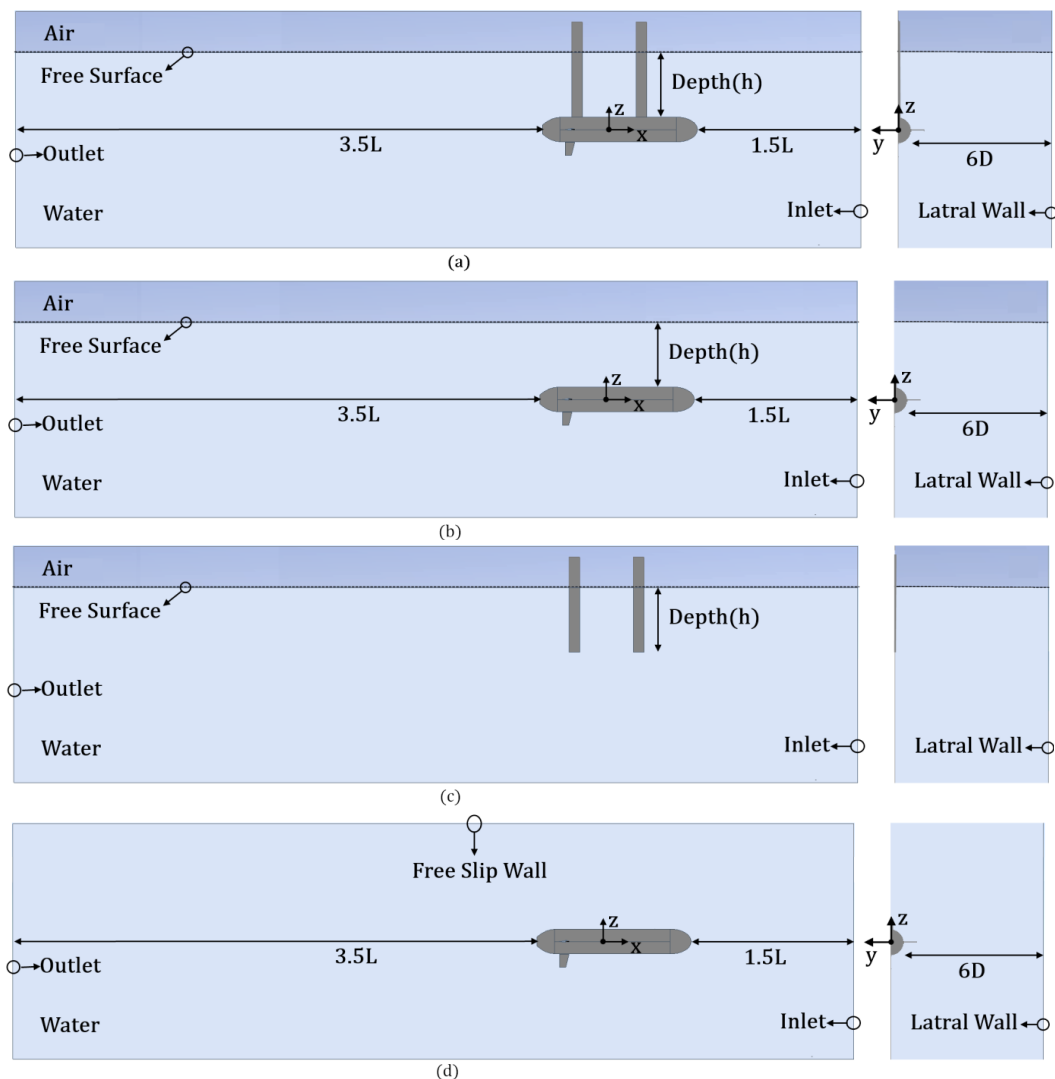 Air
Free Surface
Depth(h)
z
x
3.5L
1.5L
Outlet
Water
Inlet
z
y
6D
Latral Wall
(a)
Air
Free Surface
Depth(h)
z
x
3.5L
1.5L
Outlet
Water
Inlet
z
y
6D
Latral Wall
(b)
Air
Free Surface
Depth(h)
Outlet
Water
Inlet
Latral Wall
(c)
Free Slip Wall
z
x
3.5L
1.5L
Outlet
Water
Inlet
z
y
6D
Latral Wall
(d)